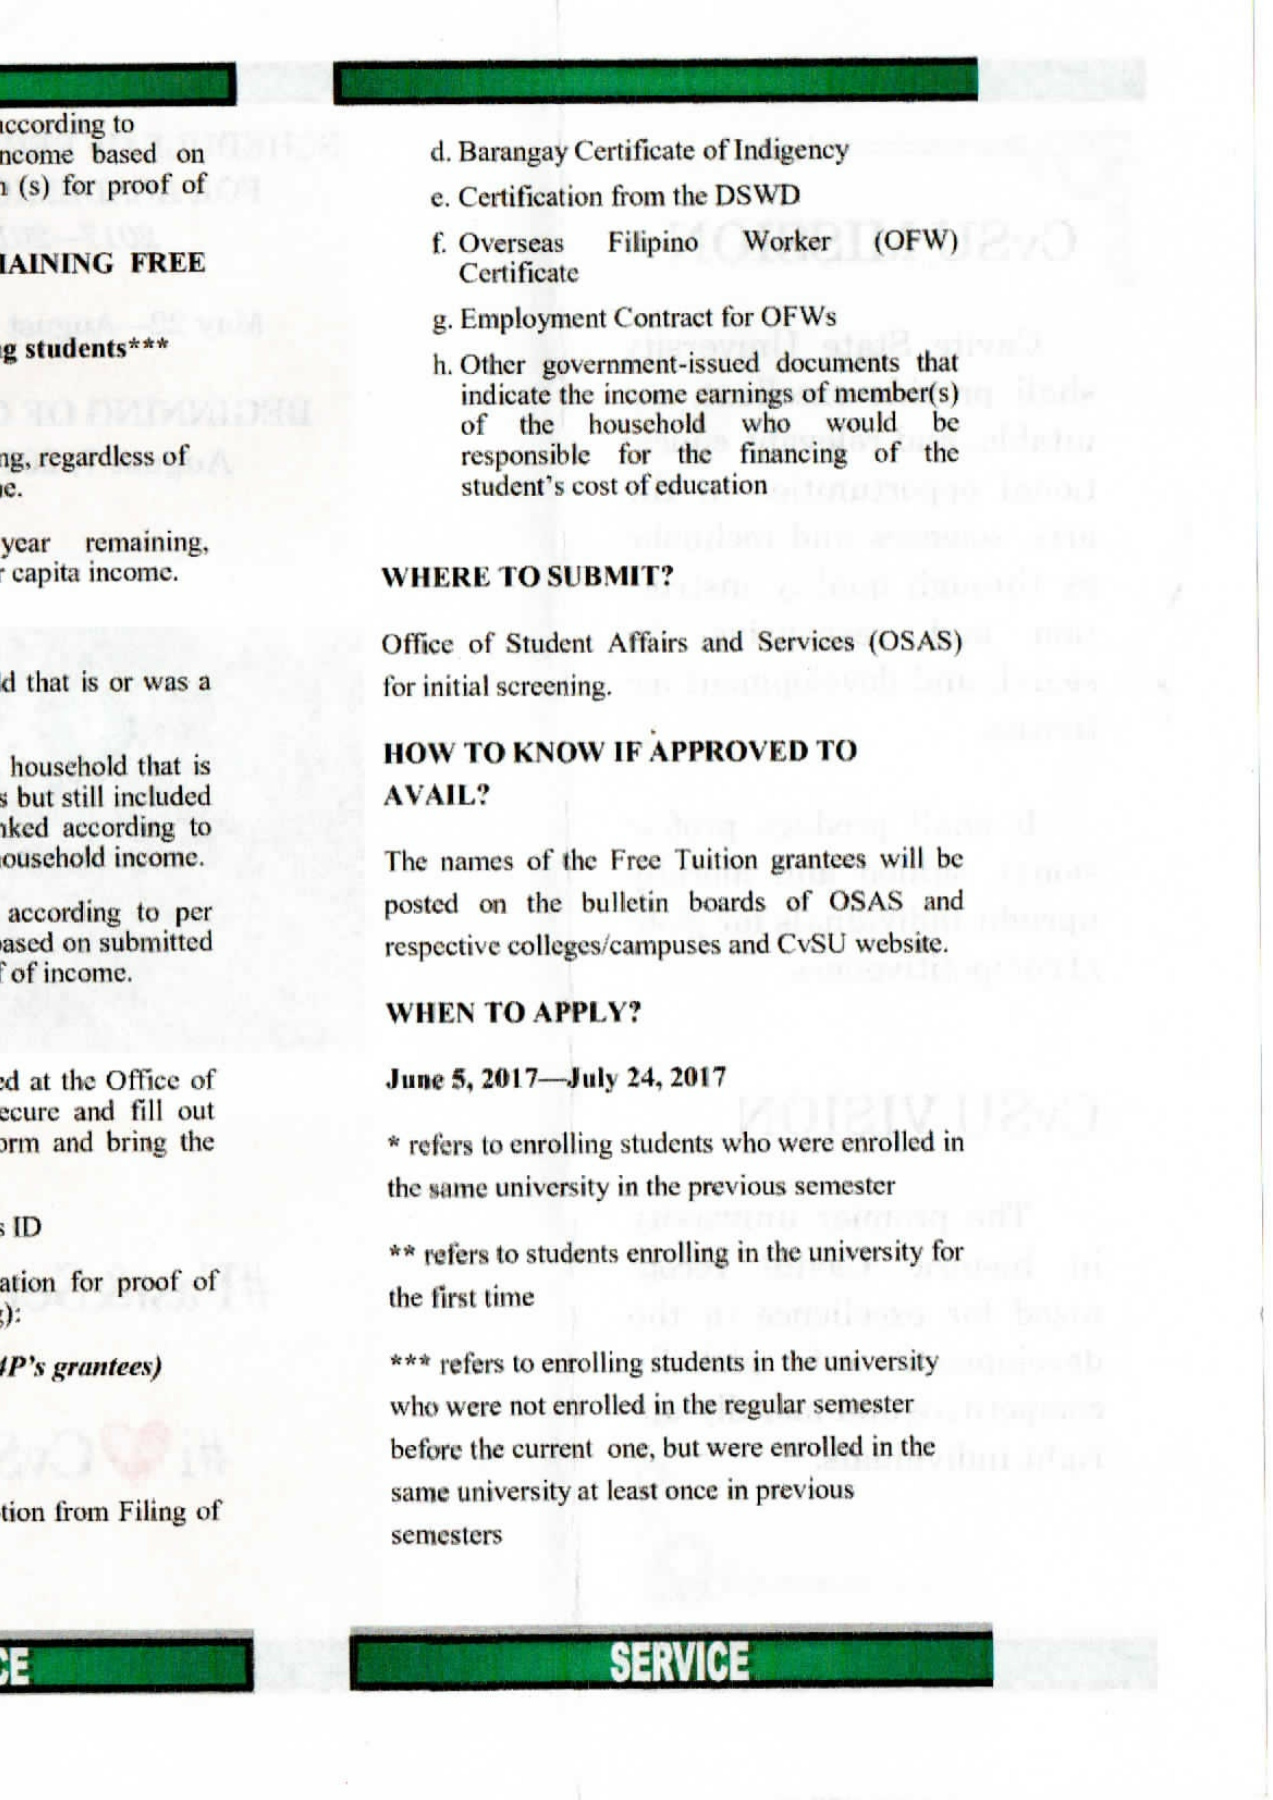 according to
ncome based on
(s) for proof of
MAINING FREE
g students***
ng, regardless of
e.
year remaining,
r capita income.
d that is or was a
household that is
s but still included
nked according to
household income.
according to per
based on submitted
f of income.
ed at the Office of
ecure and fill out
orm and bring the
s ID
ation for proof of
):
4P's grantees)
tion from Filing of
CE
d. Barangay Certificate of Indigency
e. Certification from the DSWD
f. Overseas Filipino Worker (OFW)
Certificate
g. Employment Contract for OFWs
h. Other government-issued documents that
indicate the income earnings of member(s)
of the household who would be
responsible for the financing of the
student's cost of education
WHERE TO SUBMIT?
Office of Student Affairs and Services (OSAS)
for initial screening.
HOW TO KNOW IF APPROVED TO
AVAIL?
The names of the Free Tuition grantees will be
posted on the bulletin boards of OSAS and
respective colleges/campuses and CvSU website.
WHEN TO APPLY?
June 5, 2017—July 24, 2017
* refers to enrolling students who were enrolled in
the same university in the previous semester
** refers to students enrolling in the university for
the first time
*** refers to enrolling students in the university
who were not enrolled in the regular semester
before the current one, but were enrolled in the
same university at least once in previous
semesters
SERVICE